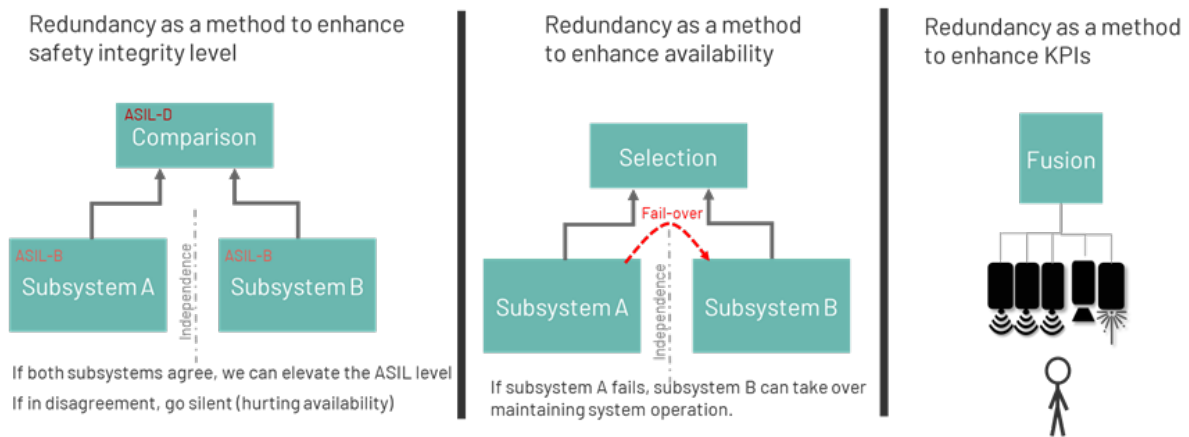 Redundancy as a method to enhance
safety integrity level
ASIL-D
Comparison
ASIL-B
Subsystem A
Independence
ASIL-B
Subsystem B
If both subsystems agree, we can elevate the ASIL level
If in disagreement, go silent (hurting availability)
Redundancy as a method
to enhance availability
Selection
Fail-over
Subsystem A
Independence
Subsystem B
If subsystem A fails, subsystem B can take over
maintaining system operation.
Redundancy as a method
to enhance KPIs
Fusion